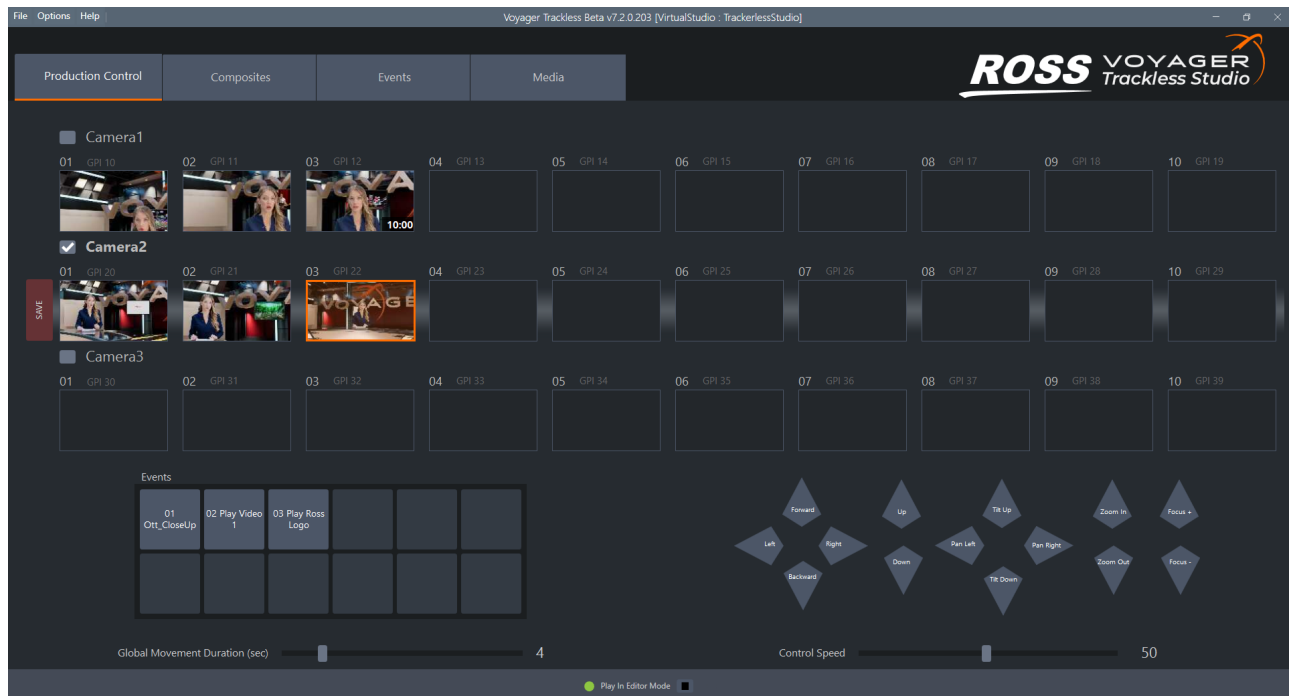 File Options Help
Voyager Trackless Beta v7.2.0.203 [VirtualStudio : TrackerlessStudio]
Production Control Composites Events Media
ROSS VOYAGER Trackless Studio
Camera1
01 GPI 10 02 GPI 11 03 GPI 12 04 GPI 13 05 GPI 14 06 GPI 15 07 GPI 16 08 GPI 17 09 GPI 18 10 GPI 19
10:00
Camera2
01 GPI 20 02 GPI 21 03 GPI 22 04 GPI 23 05 GPI 24 06 GPI 25 07 GPI 26 08 GPI 27 09 GPI 28 10 GPI 29
SAVE
VOYAGE
Camera3
01 GPI 30 02 GPI 31 03 GPI 32 04 GPI 33 05 GPI 34 06 GPI 35 07 GPI 36 08 GPI 37 09 GPI 38 10 GPI 39
Events
01 Ott_CloseUp
02 Play Video 1
03 Play Ross Logo
Forward
Left Right
Backward
Up
Down
Tilt Up
Pan Left Pan Right
Tilt Down
Zoom In
Zoom Out
Focus +
Focus -
Global Movement Duration (sec) 4
Control Speed 50
Play In Editor Mode